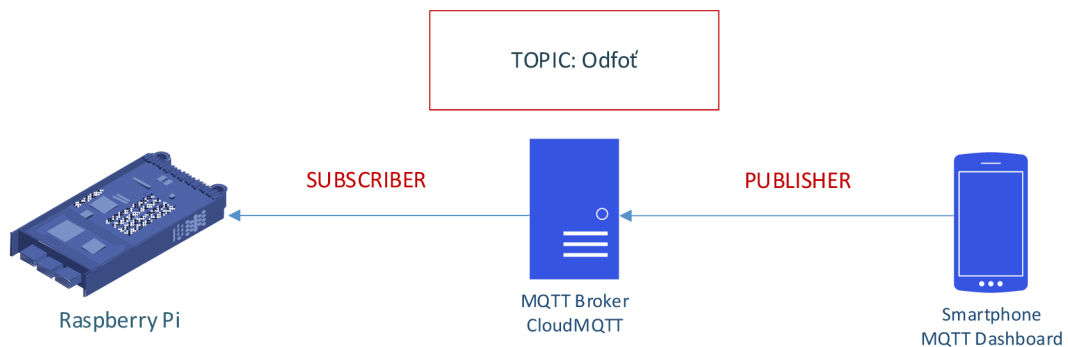 TOPIC: Odfoť
SUBSCRIBER
PUBLISHER
MQTT Broker
CloudMQTT
Raspberry Pi
Smartphone
MQTT Dashboard